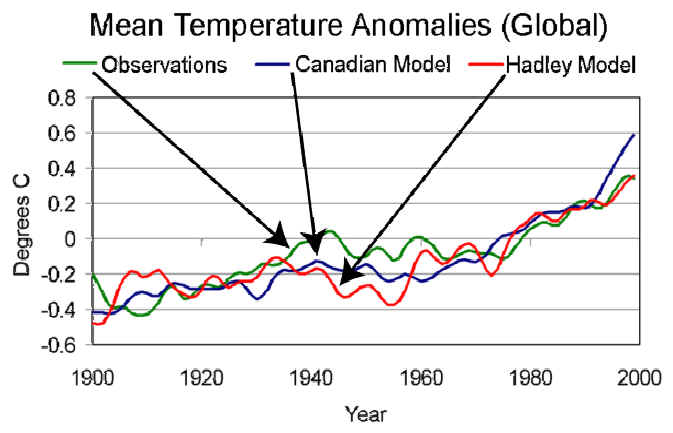 Mean Temperature Anomalies (Global)
Observations Canadian Model Hadley Model
0.8
0.6
0.4
0.2
0
-0.2
-0.4
-0.6
Degrees C
1900 1920 1940 1960 1980 2000
Year